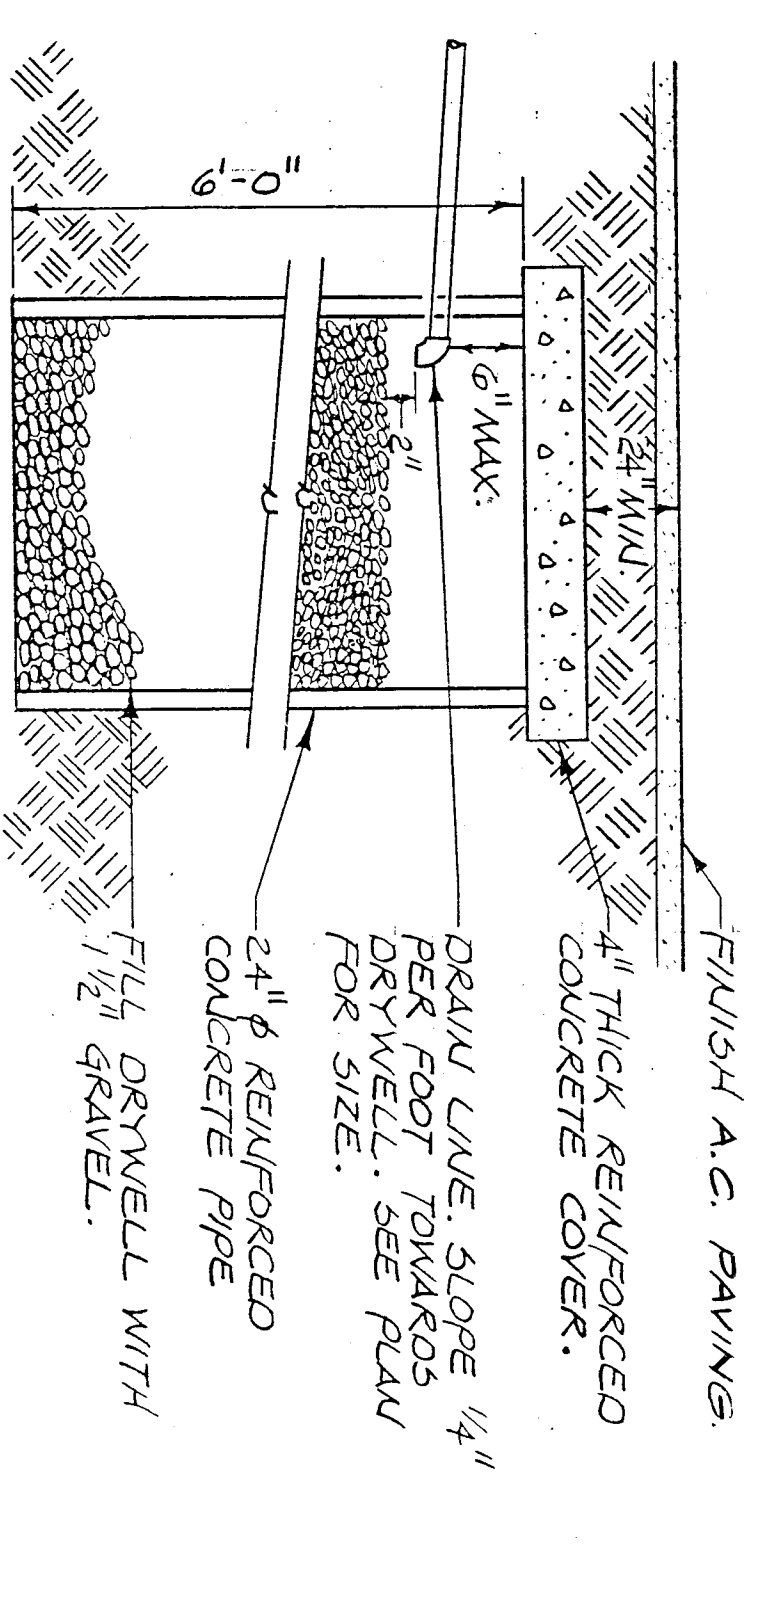 FINISH A.C. PAVING.
4" THICK REINFORCED
CONCRETE COVER.
DRAIN LINE. SLOPE 1/4"
PER FOOT TOWARDS
DRYWELL. SEE PLAN
FOR SIZE.
24" ⌀ REINFORCED
CONCRETE PIPE
FILL DRYWELL WITH
1 1/2" GRAVEL.
24" MIN.
6" MAX.
2"
6'-0"